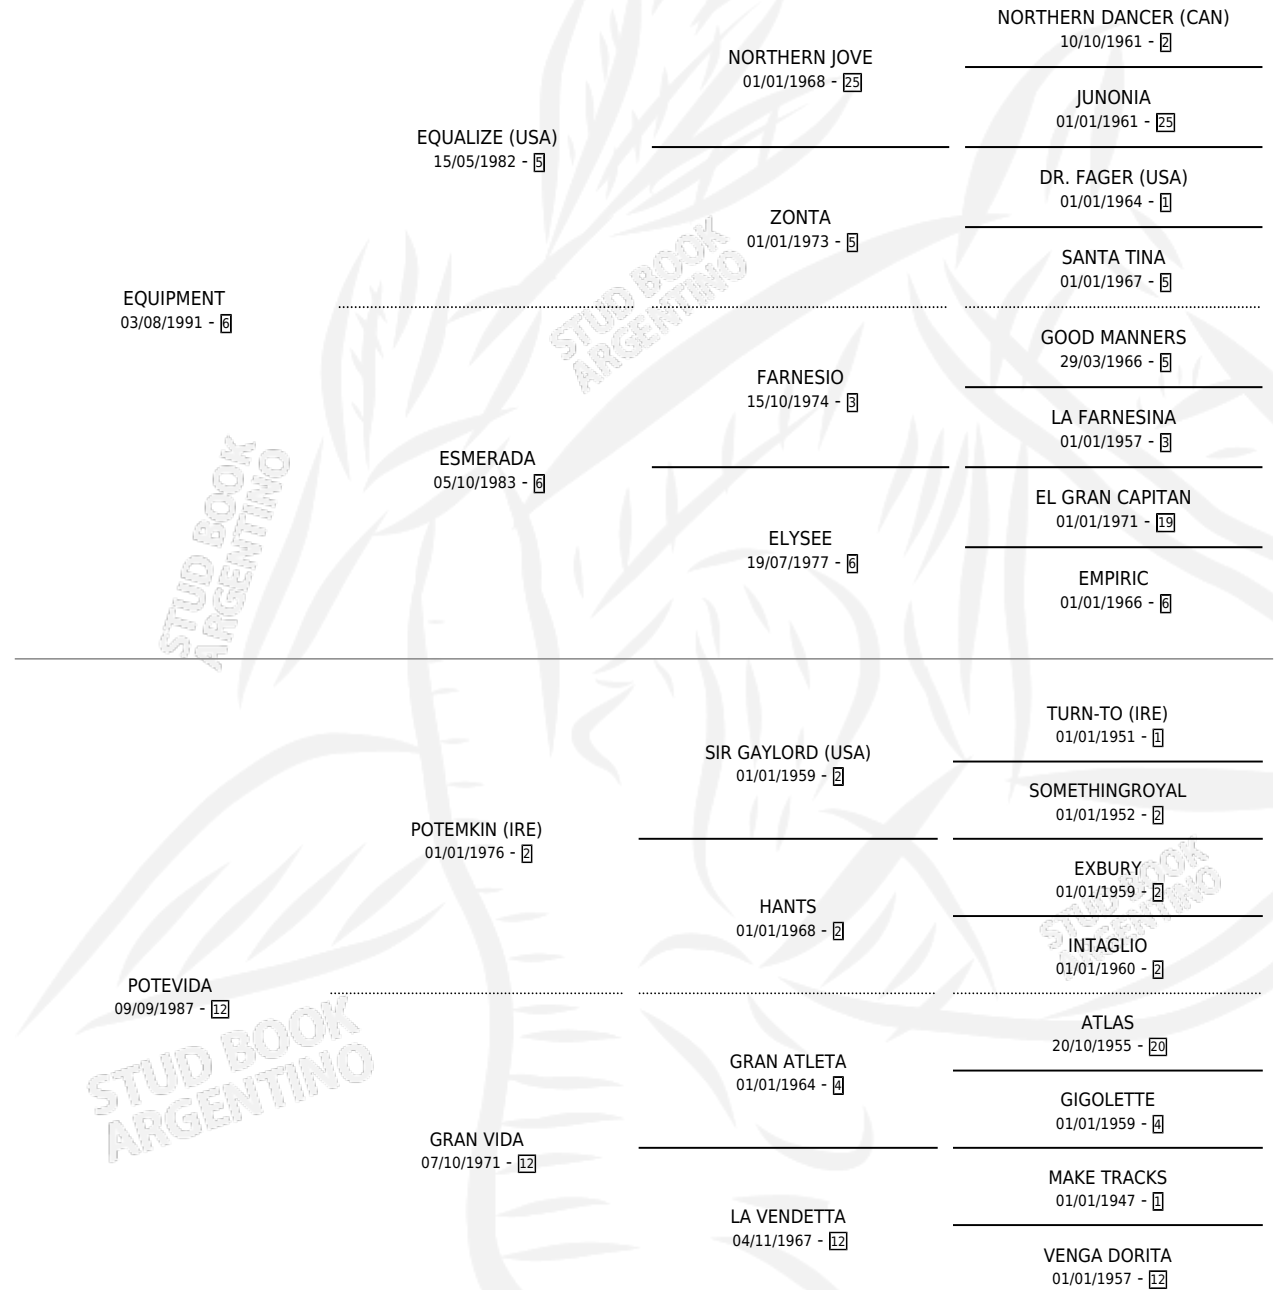 NORTHERN DANCER (CAN)
10/10/1961 - 2
NORTHERN JOVE
01/01/1968 - 25
JUNONIA
01/01/1961 - 25
EQUALIZE (USA)
15/05/1982 - 5
DR. FAGER (USA)
01/01/1964 - 1
ZONTA
01/01/1973 - 5
SANTA TINA
01/01/1967 - 5
EQUIPMENT
03/08/1991 - 6
GOOD MANNERS
29/03/1966 - 5
FARNESIO
15/10/1974 - 3
LA FARNESINA
01/01/1957 - 3
ESMERADA
05/10/1983 - 6
EL GRAN CAPITAN
01/01/1971 - 19
ELYSEE
19/07/1977 - 6
EMPIRIC
01/01/1966 - 6
TURN-TO (IRE)
01/01/1951 - 1
SIR GAYLORD (USA)
01/01/1959 - 2
SOMETHINGROYAL
01/01/1952 - 2
POTEMKIN (IRE)
01/01/1976 - 2
EXBURY
01/01/1959 - 2
HANTS
01/01/1968 - 2
INTAGLIO
01/01/1960 - 2
POTEVIDA
09/09/1987 - 12
ATLAS
20/10/1955 - 20
GRAN ATLETA
01/01/1964 - 4
GIGOLETTE
01/01/1959 - 4
GRAN VIDA
07/10/1971 - 12
MAKE TRACKS
01/01/1947 - 1
LA VENDETTA
04/11/1967 - 12
VENGA DORITA
01/01/1957 - 12
STUD BOOK
ARGENTINO
STUD BOOK
ARGENTINO
STUD BOOK
ARGENTINO
STUD BOOK
ARGENTINO